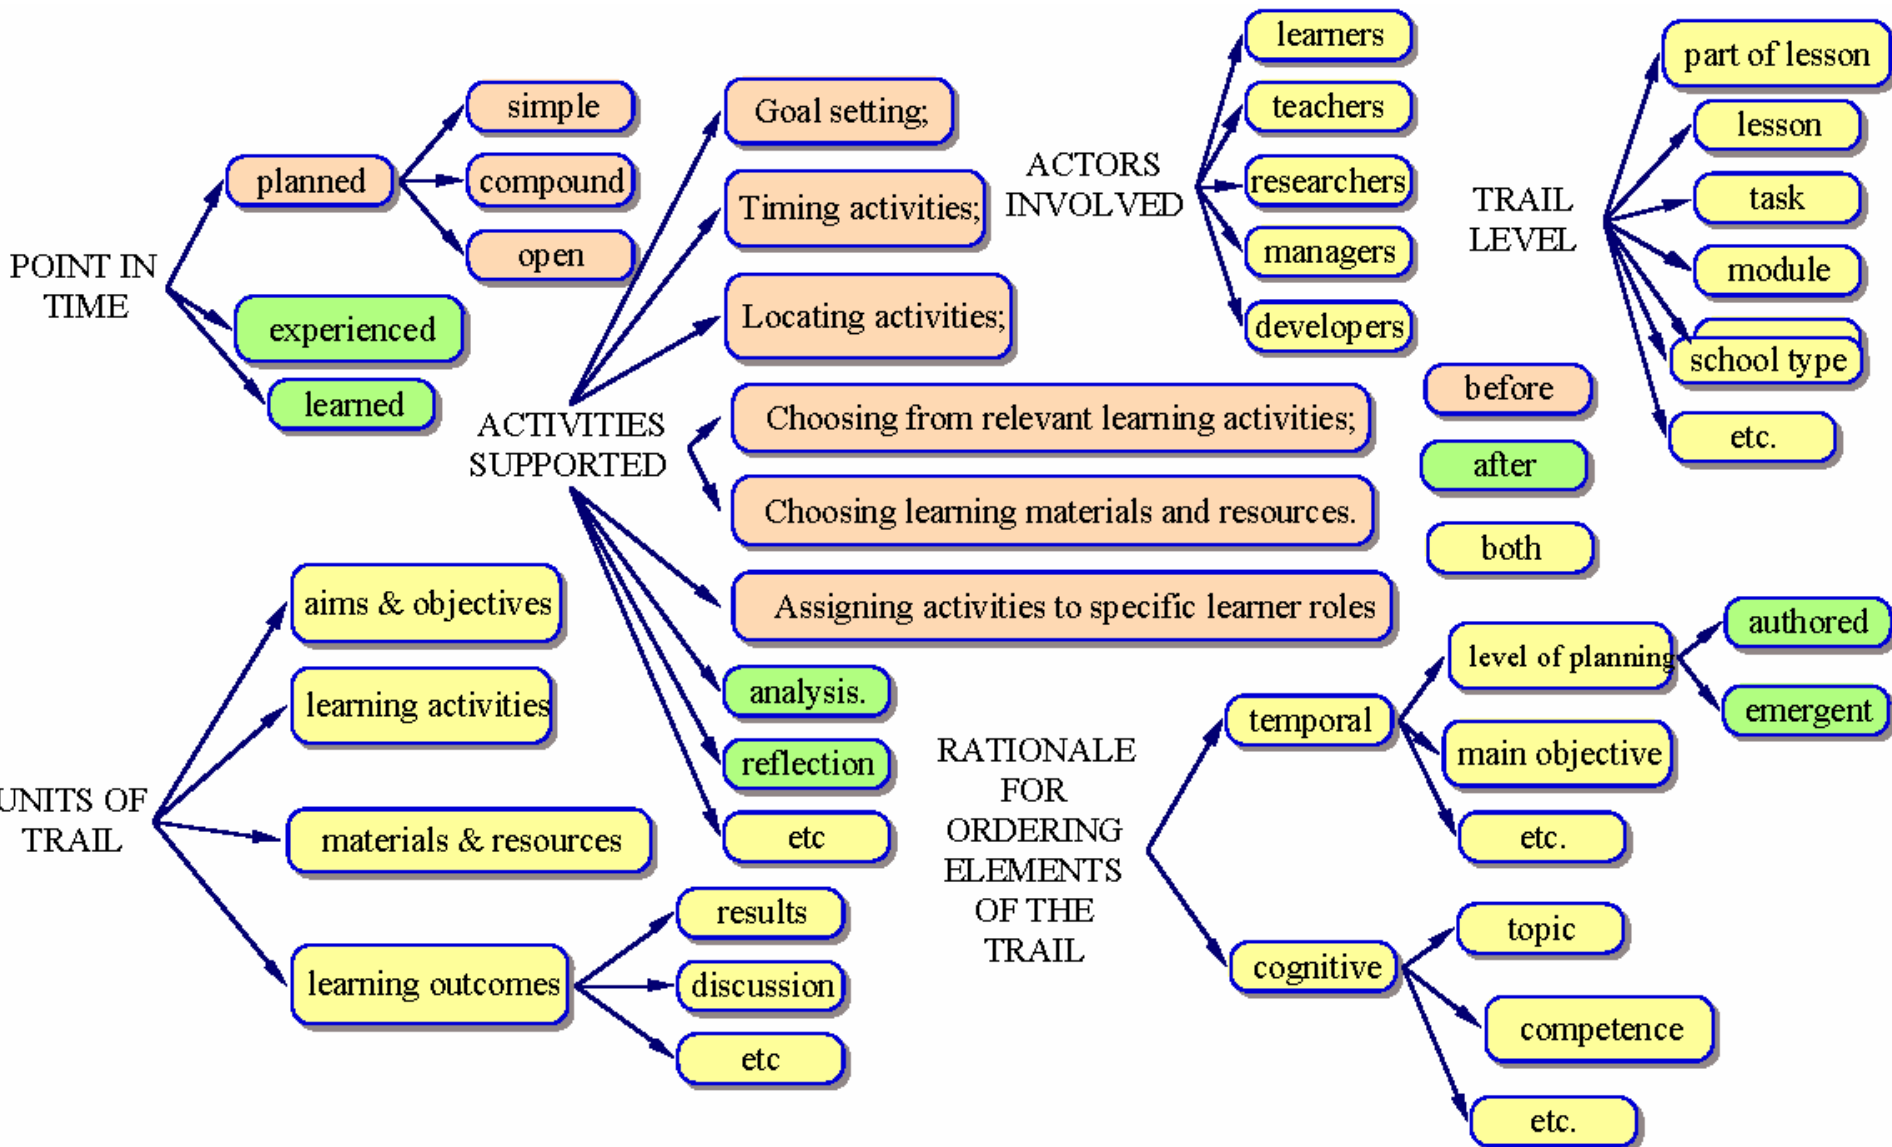 POINT IN
TIME
planned
simple
compound
open
experienced
learned
ACTIVITIES
SUPPORTED
Goal setting;
Timing activities;
Locating activities;
Choosing from relevant learning activities;
Choosing learning materials and resources.
Assigning activities to specific learner roles
analysis.
reflection
etc
ACTORS
INVOLVED
learners
teachers
researchers
managers
developers
TRAIL
LEVEL
part of lesson
lesson
task
module
school type
etc.
before
after
both
UNITS OF
TRAIL
aims & objectives
learning activities
materials & resources
learning outcomes
results
discussion
etc
RATIONALE
FOR
ORDERING
ELEMENTS
OF THE
TRAIL
temporal
level of planning
authored
emergent
main objective
etc.
cognitive
topic
competence
etc.